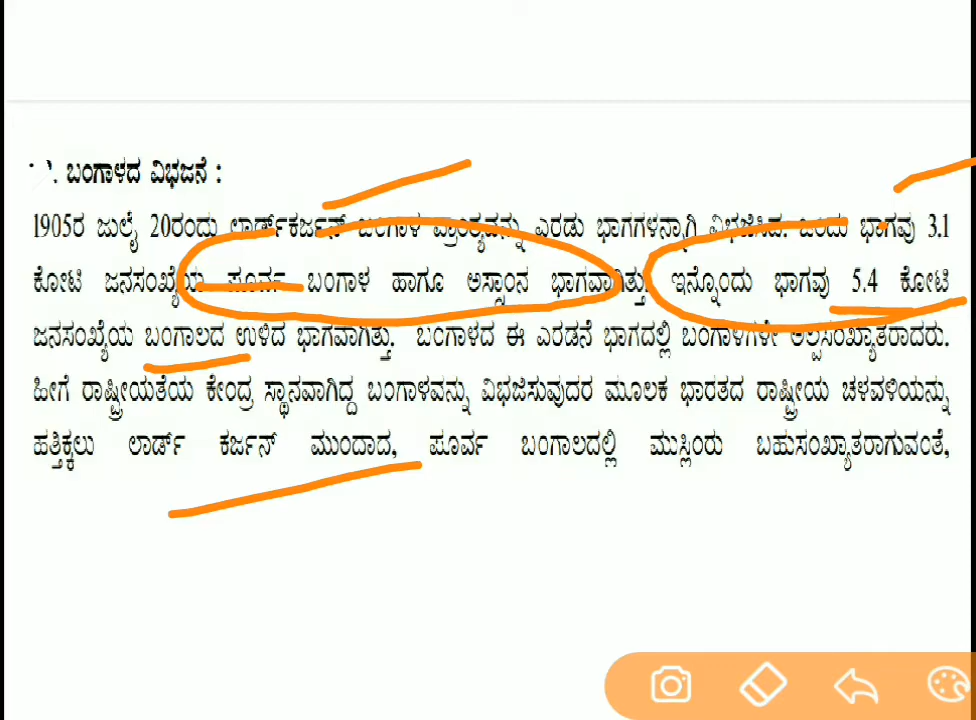 . ಬಂಗಾಳದ ವಿಭಜನೆ :
1905ರ ಜುಲೈ 20ರಂದು ಲಾರ್ಡ್‌ಕರ್ಜನ್ ಬಂಗಾಳ ಪ್ರಾಂತ್ಯವನ್ನು ಎರಡು ಭಾಗಗಳನ್ನಾಗಿ ವಿಭಜಿಸಿದ. ಒಂದು ಭಾಗವು 3.1
ಕೋಟಿ ಜನಸಂಖ್ಯೆಯ ಪೂರ್ವ ಬಂಗಾಳ ಹಾಗೂ ಅಸ್ಸಾಂನ ಭಾಗವಾಗಿತ್ತು. ಇನ್ನೊಂದು ಭಾಗವು 5.4 ಕೋಟಿ
ಜನಸಂಖ್ಯೆಯ ಬಂಗಾಲದ ಉಳಿದ ಭಾಗವಾಗಿತ್ತು. ಬಂಗಾಳದ ಈ ಎರಡನೆ ಭಾಗದಲ್ಲಿ ಬಂಗಾಳಿಗಳೇ ಅಲ್ಪಸಂಖ್ಯಾತರಾದರು.
ಹೀಗೆ ರಾಷ್ಟ್ರೀಯತೆಯ ಕೇಂದ್ರ ಸ್ಥಾನವಾಗಿದ್ದ ಬಂಗಾಳವನ್ನು ವಿಭಜಿಸುವುದರ ಮೂಲಕ ಭಾರತದ ರಾಷ್ಟ್ರೀಯ ಚಳವಳಿಯನ್ನು
ಹತ್ತಿಕ್ಕಲು ಲಾರ್ಡ್ ಕರ್ಜನ್ ಮುಂದಾದ, ಪೂರ್ವ ಬಂಗಾಲದಲ್ಲಿ ಮುಸ್ಲಿಂರು ಬಹುಸಂಖ್ಯಾತರಾಗುವಂತೆ,